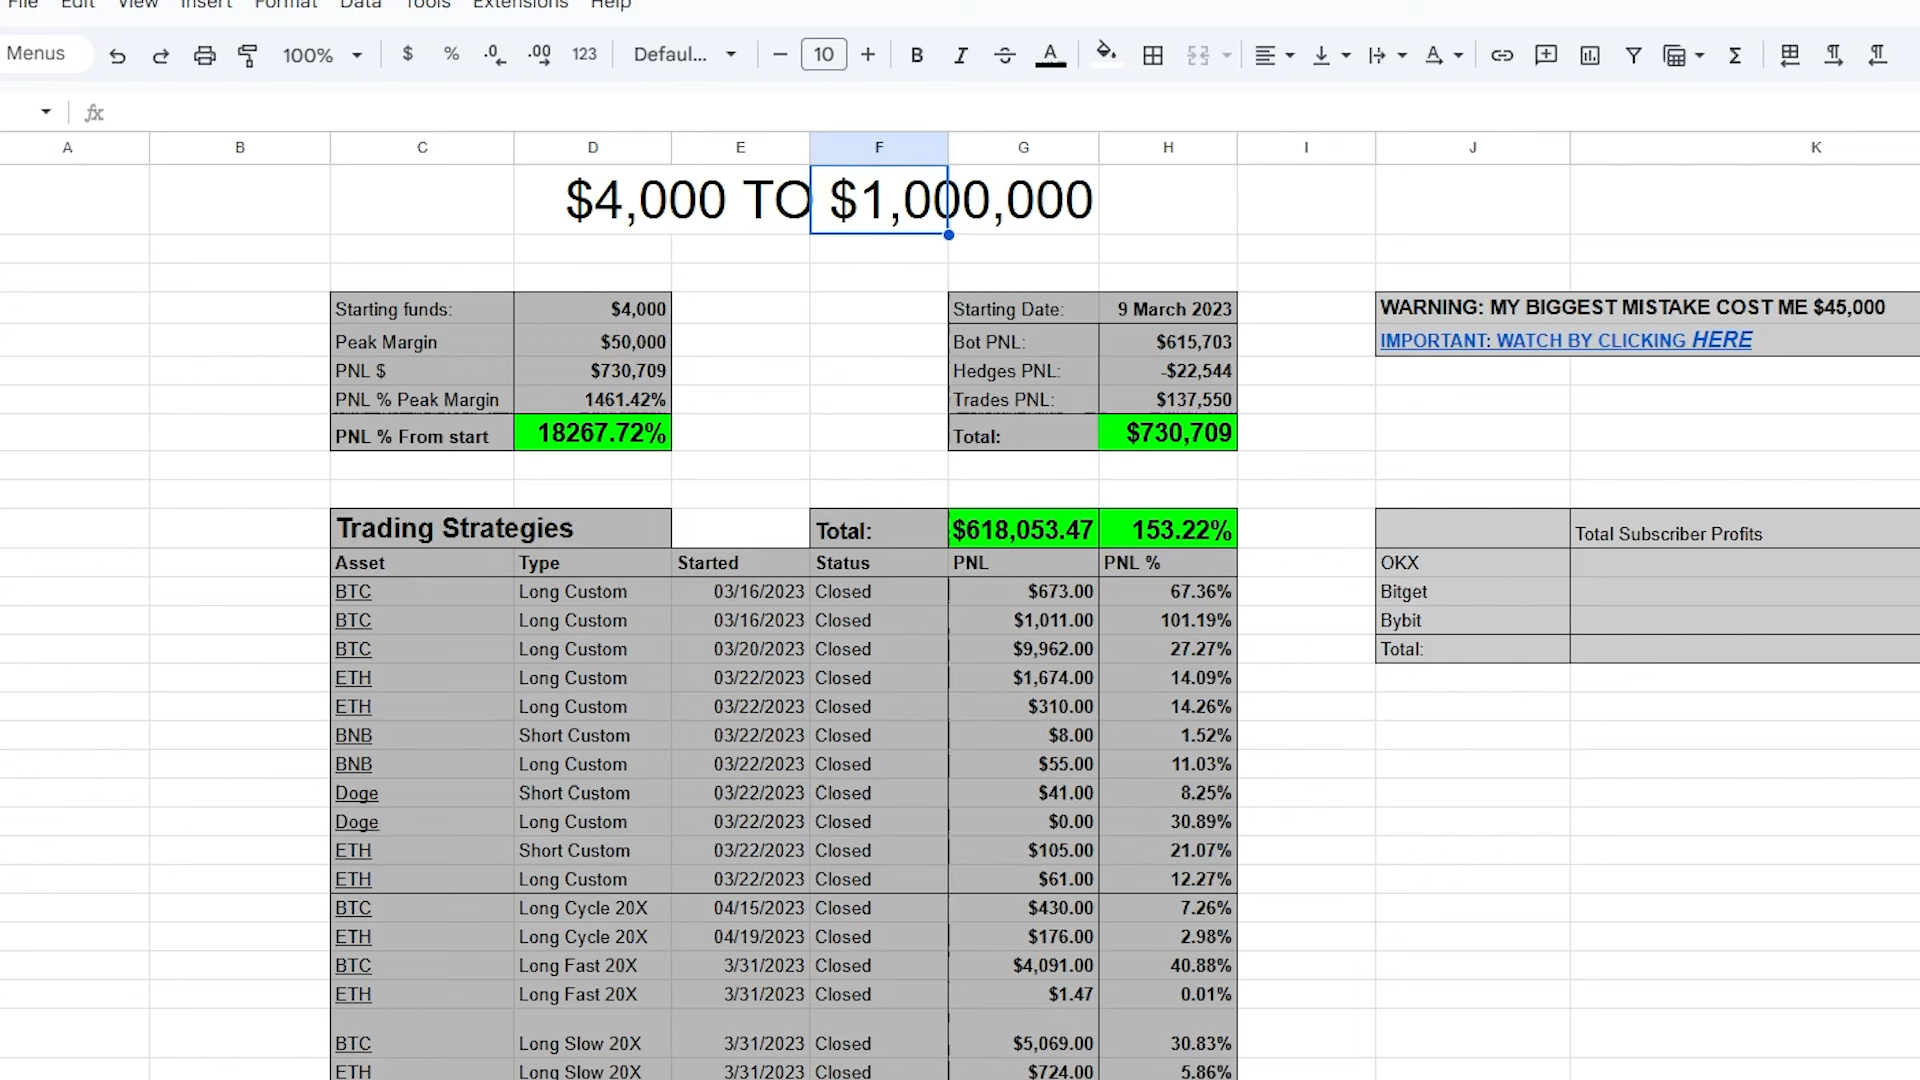 File Edit View Insert Format Data Tools Extensions Help
Menus 100% $ % .0 .00 123 Defaul... 10 B I A A Σ
fx
A B C D E F G H I J K
$4,000 TO $1,000,000
Starting funds: $4,000 Starting Date: 9 March 2023 WARNING: MY BIGGEST MISTAKE COST ME $45,000
Peak Margin $50,000 Bot PNL: $615,703 IMPORTANT: WATCH BY CLICKING HERE
PNL $ $730,709 Hedges PNL: -$22,544
PNL % Peak Margin 1461.42% Trades PNL: $137,550
PNL % From start 18267.72% Total: $730,709
Trading Strategies Total: $618,053.47 153.22% Total Subscriber Profits
Asset Type Started Status PNL PNL % OKX
BTC Long Custom 03/16/2023 Closed $673.00 67.36% Bitget
BTC Long Custom 03/16/2023 Closed $1,011.00 101.19% Bybit
BTC Long Custom 03/20/2023 Closed $9,962.00 27.27% Total:
ETH Long Custom 03/22/2023 Closed $1,674.00 14.09%
ETH Long Custom 03/22/2023 Closed $310.00 14.26%
BNB Short Custom 03/22/2023 Closed $8.00 1.52%
BNB Long Custom 03/22/2023 Closed $55.00 11.03%
Doge Short Custom 03/22/2023 Closed $41.00 8.25%
Doge Long Custom 03/22/2023 Closed $0.00 30.89%
ETH Short Custom 03/22/2023 Closed $105.00 21.07%
ETH Long Custom 03/22/2023 Closed $61.00 12.27%
BTC Long Cycle 20X 04/15/2023 Closed $430.00 7.26%
ETH Long Cycle 20X 04/19/2023 Closed $176.00 2.98%
BTC Long Fast 20X 3/31/2023 Closed $4,091.00 40.88%
ETH Long Fast 20X 3/31/2023 Closed $1.47 0.01%
BTC Long Slow 20X 3/31/2023 Closed $5,069.00 30.83%
ETH Long Slow 20X 3/31/2023 Closed $724.00 5.86%